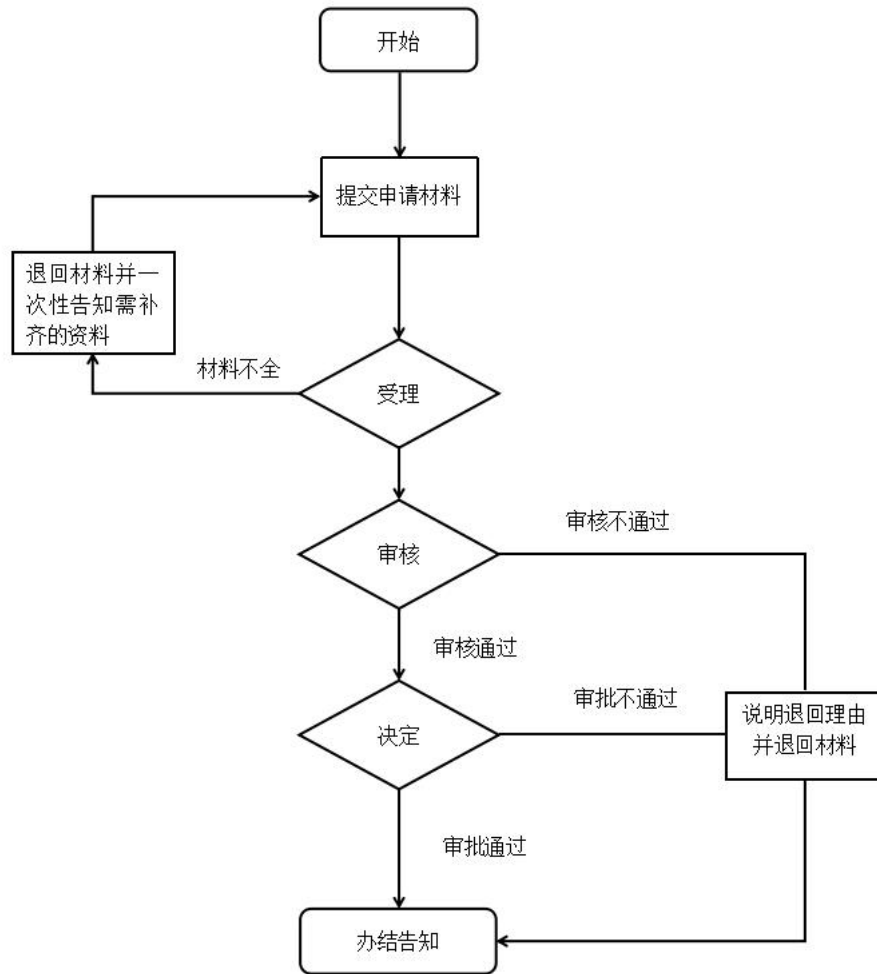 开始
提交申请材料
退回材料并一
次性告知需补
齐的资料
材料不全
受理
审核不通过
审核
审核通过
审批不通过
说明退回理由
并退回材料
决定
审批通过
办结告知